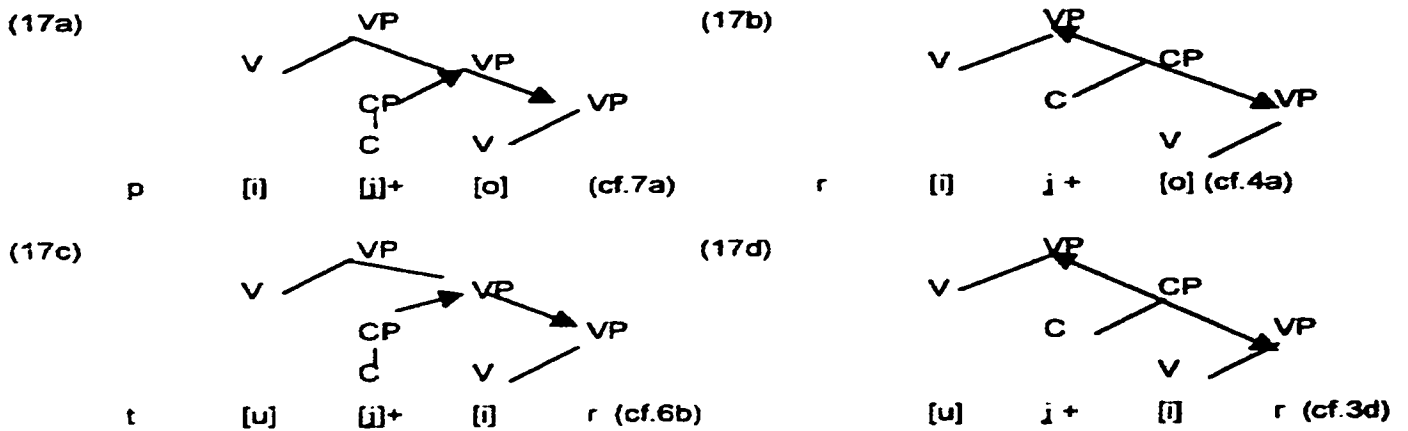 (17a) VP (17b) VP
V VP V CP
CP VP C VP
C V V
p [i] [j]+ [o] (cf.7a) r [i] j + [o] (cf.4a)
(17c) VP (17d) VP
V VP V CP
CP VP C VP
C V V
t [u] [j]+ [i] r (cf.6b) [u] j + [i] r (cf.3d)